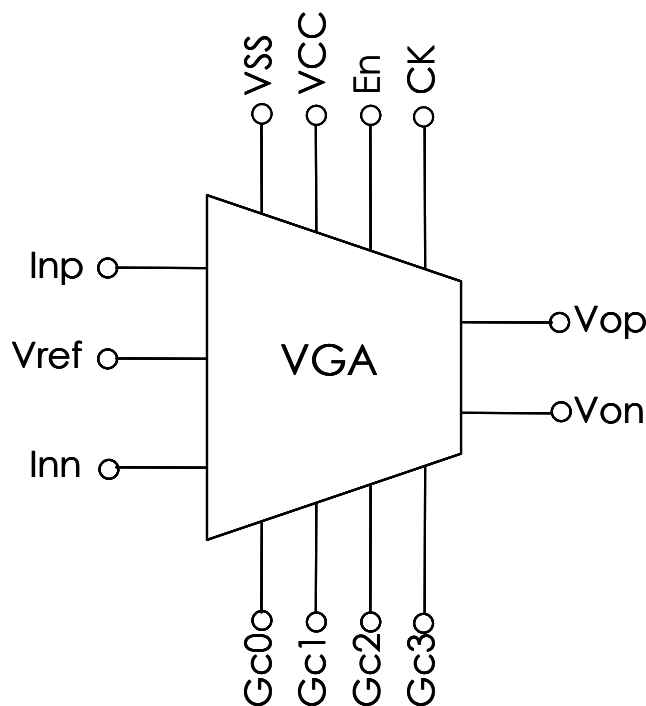 VSS
VCC
En
CK
Inp
Vref
Inn
VGA
Vop
Von
Gc0
Gc1
Gc2
Gc3